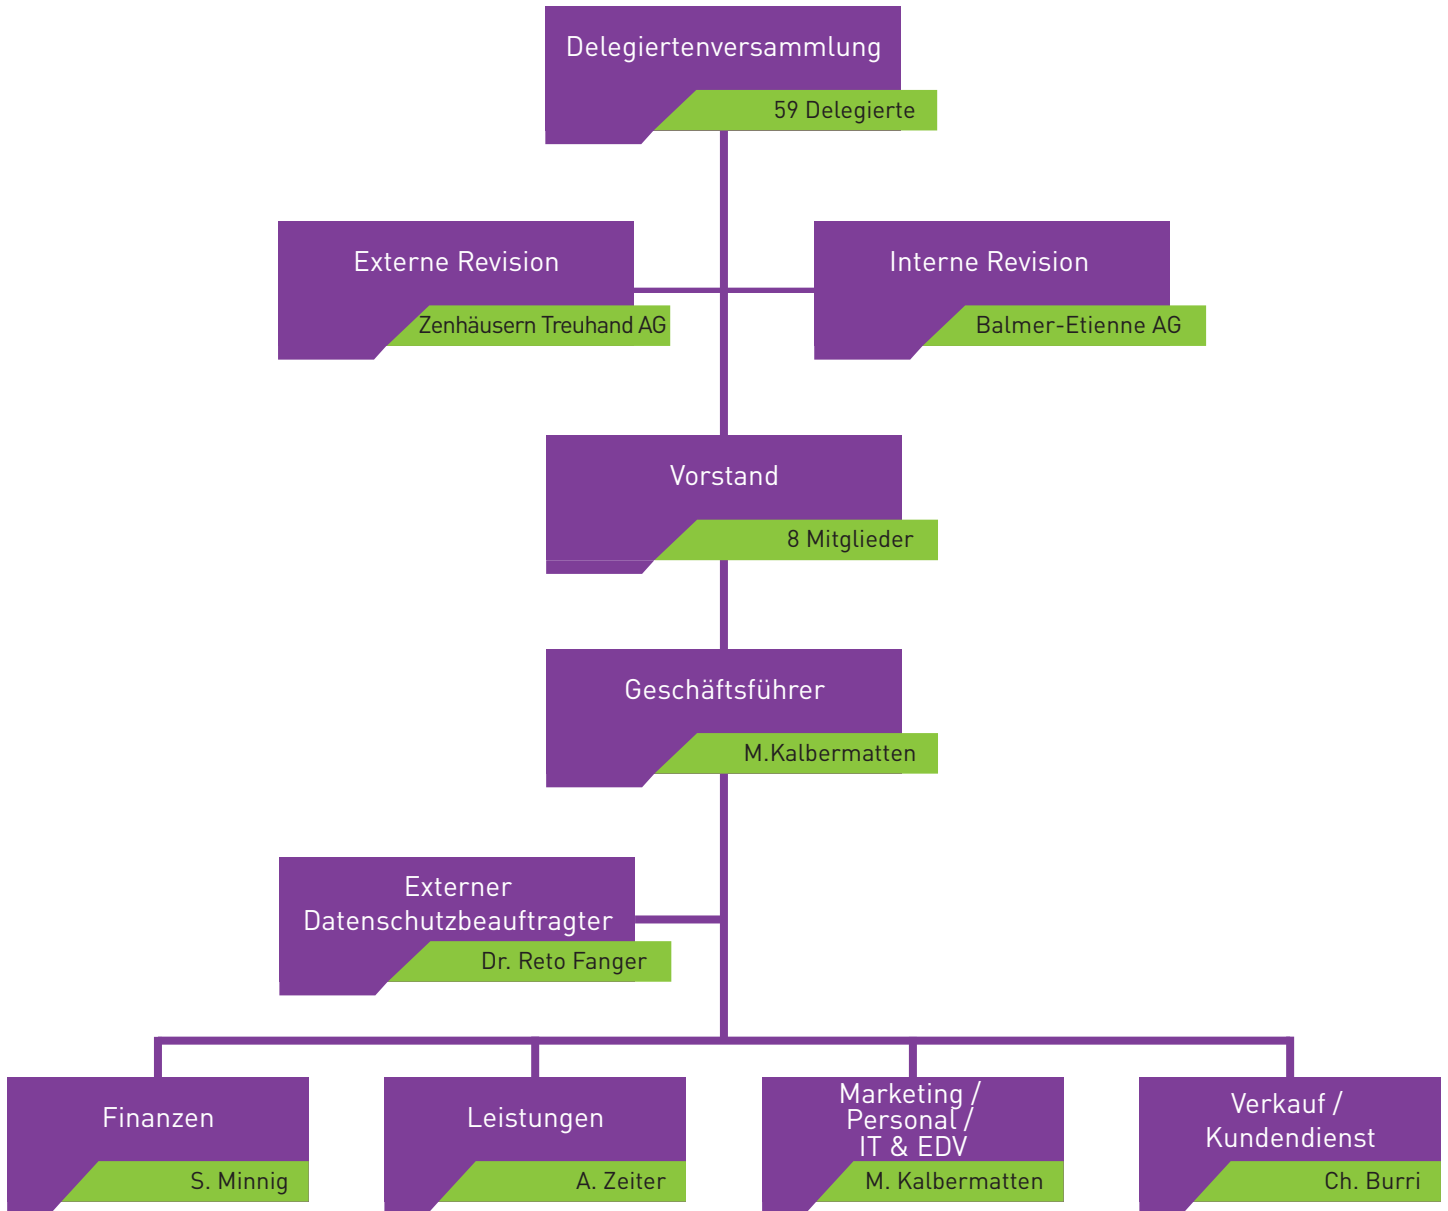 Delegiertenversammlung
59 Delegierte
Externe Revision
Zenhäusern Treuhand AG
Interne Revision
Balmer-Etienne AG
Vorstand
8 Mitglieder
Geschäftsführer
M.Kalbermatten
Externer
Datenschutzbeauftragter
Dr. Reto Fanger
Finanzen
S. Minnig
Leistungen
A. Zeiter
Marketing /
Personal /
IT & EDV
M. Kalbermatten
Verkauf /
Kundendienst
Ch. Burri